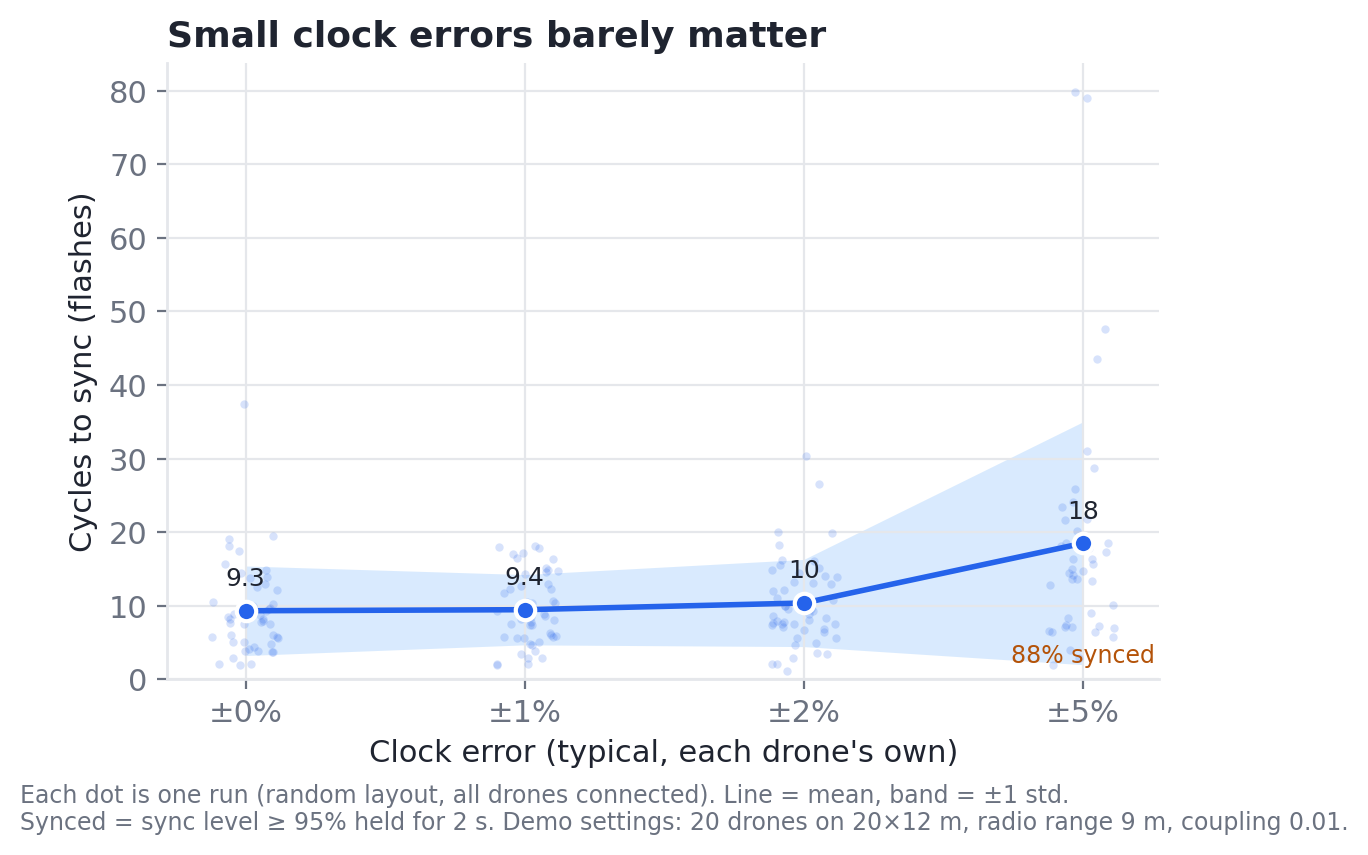 Small clock errors barely matter
Cycles to sync (flashes)
80
70
60
50
40
30
20
10
0
9.3
9.4
10
18
88% synced
±0%
±1%
±2%
±5%
Clock error (typical, each drone's own)
Each dot is one run (random layout, all drones connected). Line = mean, band = ±1 std.
Synced = sync level ≥ 95% held for 2 s. Demo settings: 20 drones on 20×12 m, radio range 9 m, coupling 0.01.